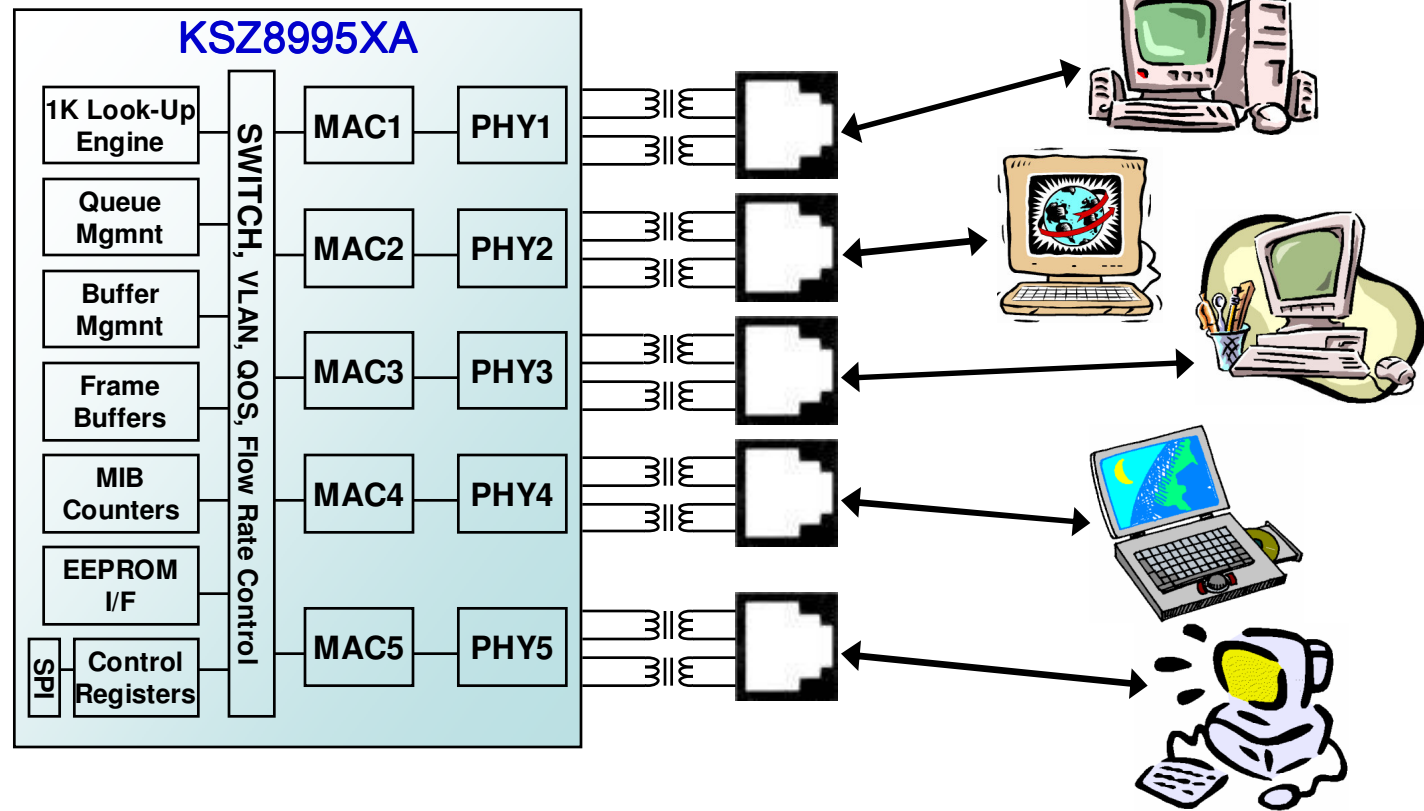 KSZ8995XA
1K Look-Up
Engine
Queue
Mgmnt
Buffer
Mgmnt
Frame
Buffers
MIB
Counters
EEPROM
I/F
SPI
Control
Registers
SWITCH, VLAN, QOS, Flow Rate Control
MAC1
PHY1
MAC2
PHY2
MAC3
PHY3
MAC4
PHY4
MAC5
PHY5